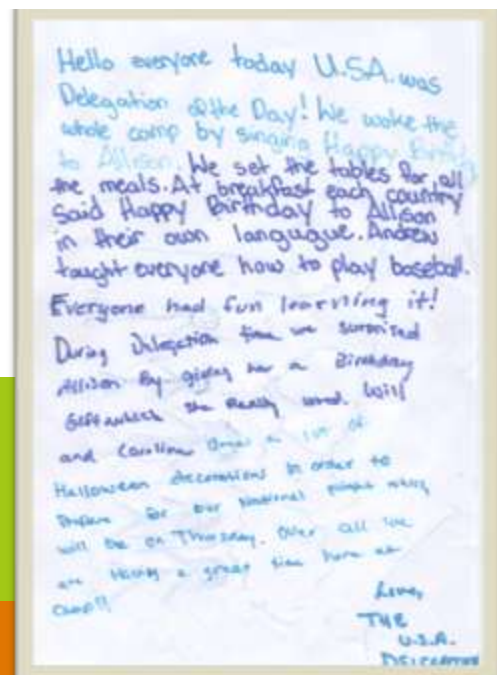 Hello everyone today U.S.A. was
Delegation of the Day! We woke the
whole camp by singing Happy Birthday
to Allison. We set the tables for all
the meals. At breakfast each country
Said Happy Birthday to Allison
in their own langugue. Andrew
taught everyone how to play baseball.
Everyone had fun learning it!
During Delegation time we surprised
Allison By giving her a Birthday
Gift which she Really loved. Will
and Caroline a lot of
Halloween decorations in order to
Prepare for our National night which
will be on Thursday. Over all we
are Having a great time here at
camp!!
Love,
THE
U.S.A.
DELEGATION